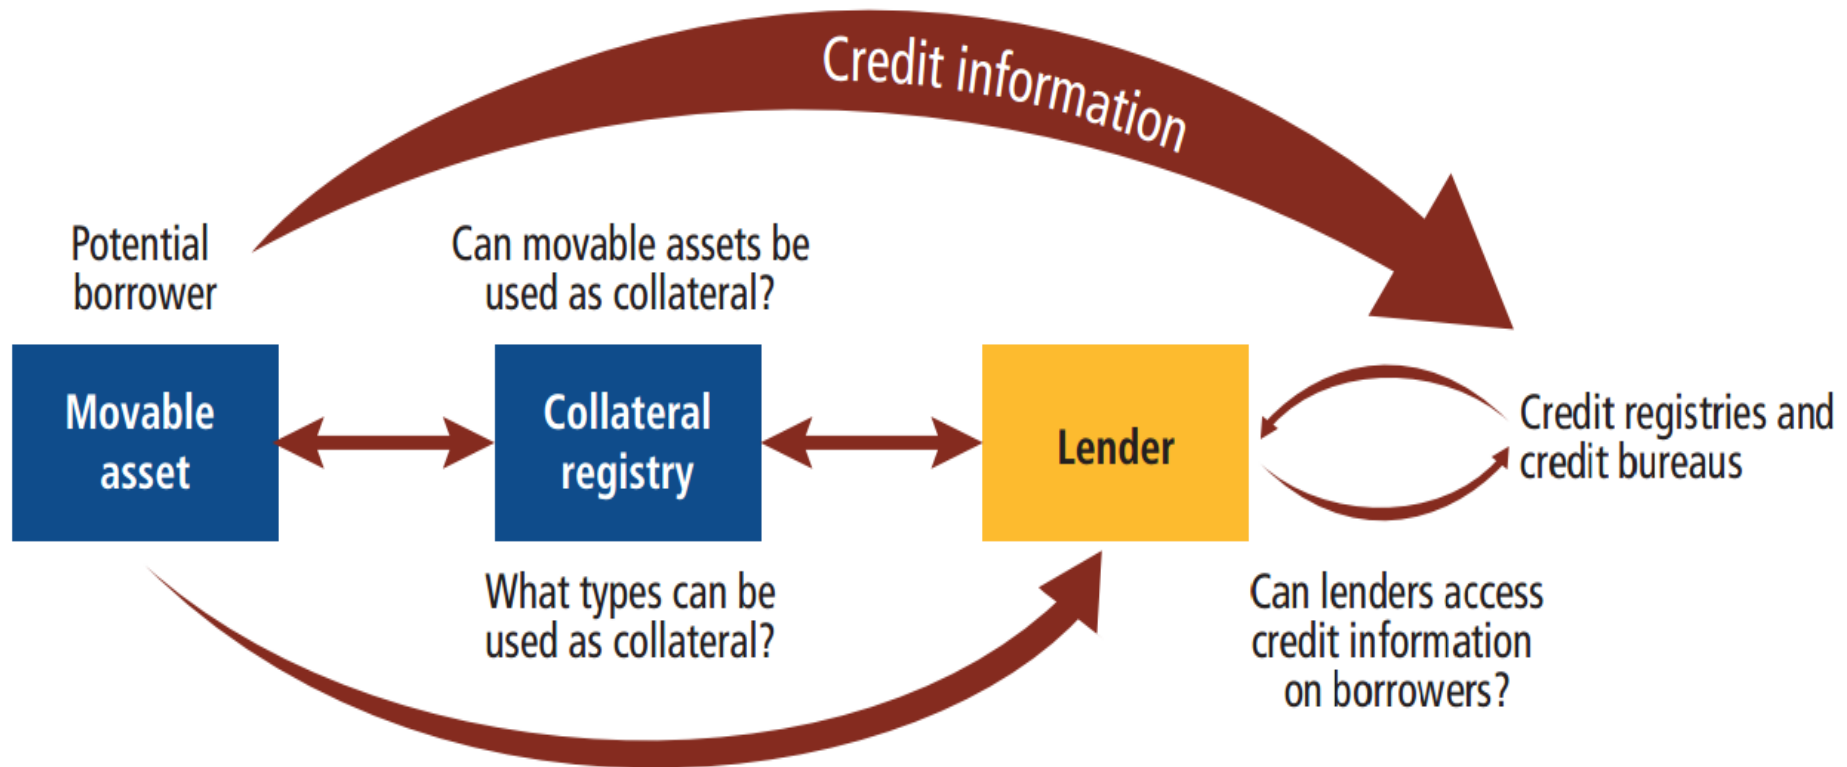 Credit information
Potential
borrower
Can movable assets be
used as collateral?
Movable
asset
Collateral
registry
Lender
Credit registries and
credit bureaus
What types can be
used as collateral?
Can lenders access
credit information
on borrowers?